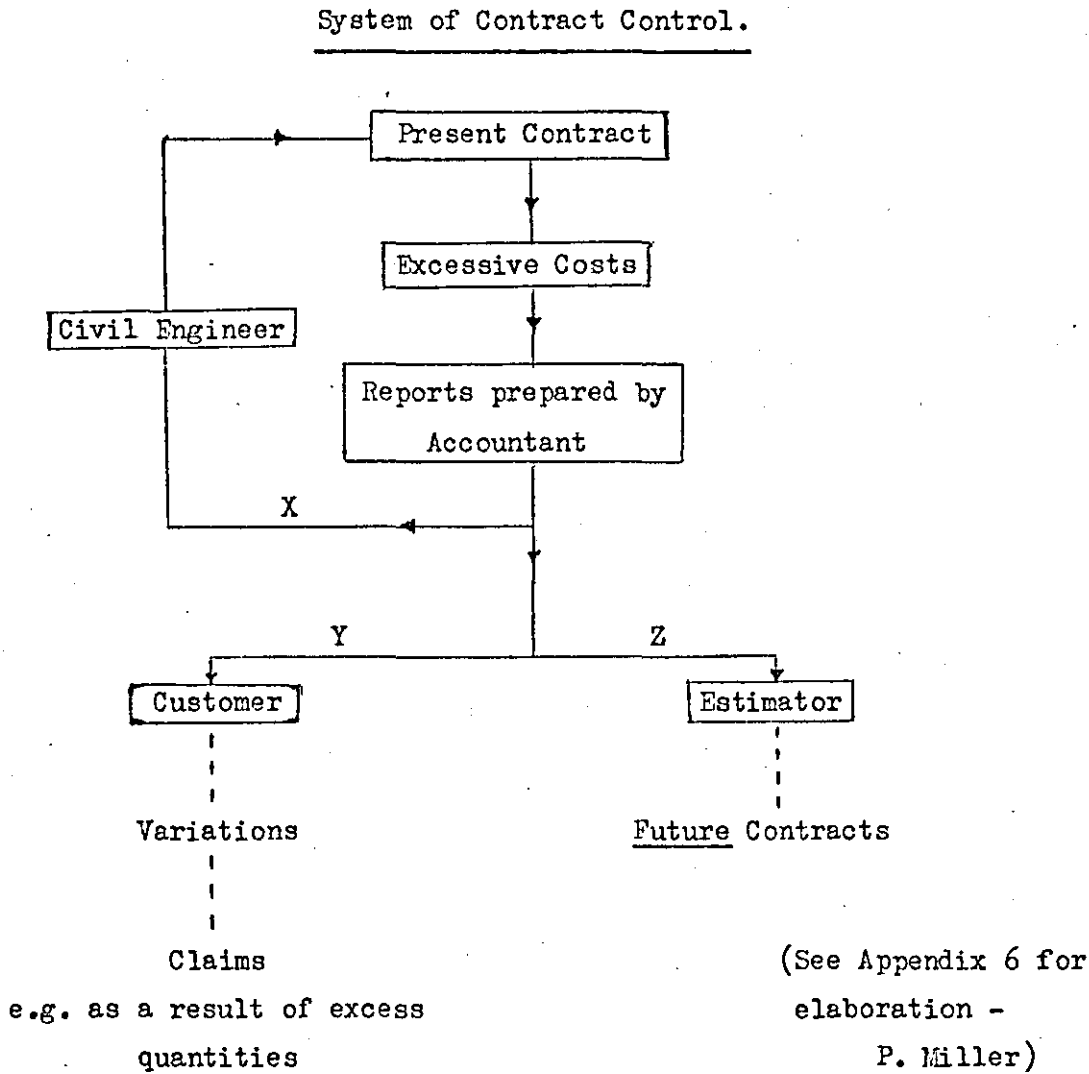 System of Contract Control.
Present Contract
Excessive Costs
Civil Engineer
Reports prepared by
Accountant
X
Y
Z
Customer
Estimator
Variations
Future Contracts
Claims
e.g. as a result of excess
quantities
(See Appendix 6 for
elaboration -
P. Miller)